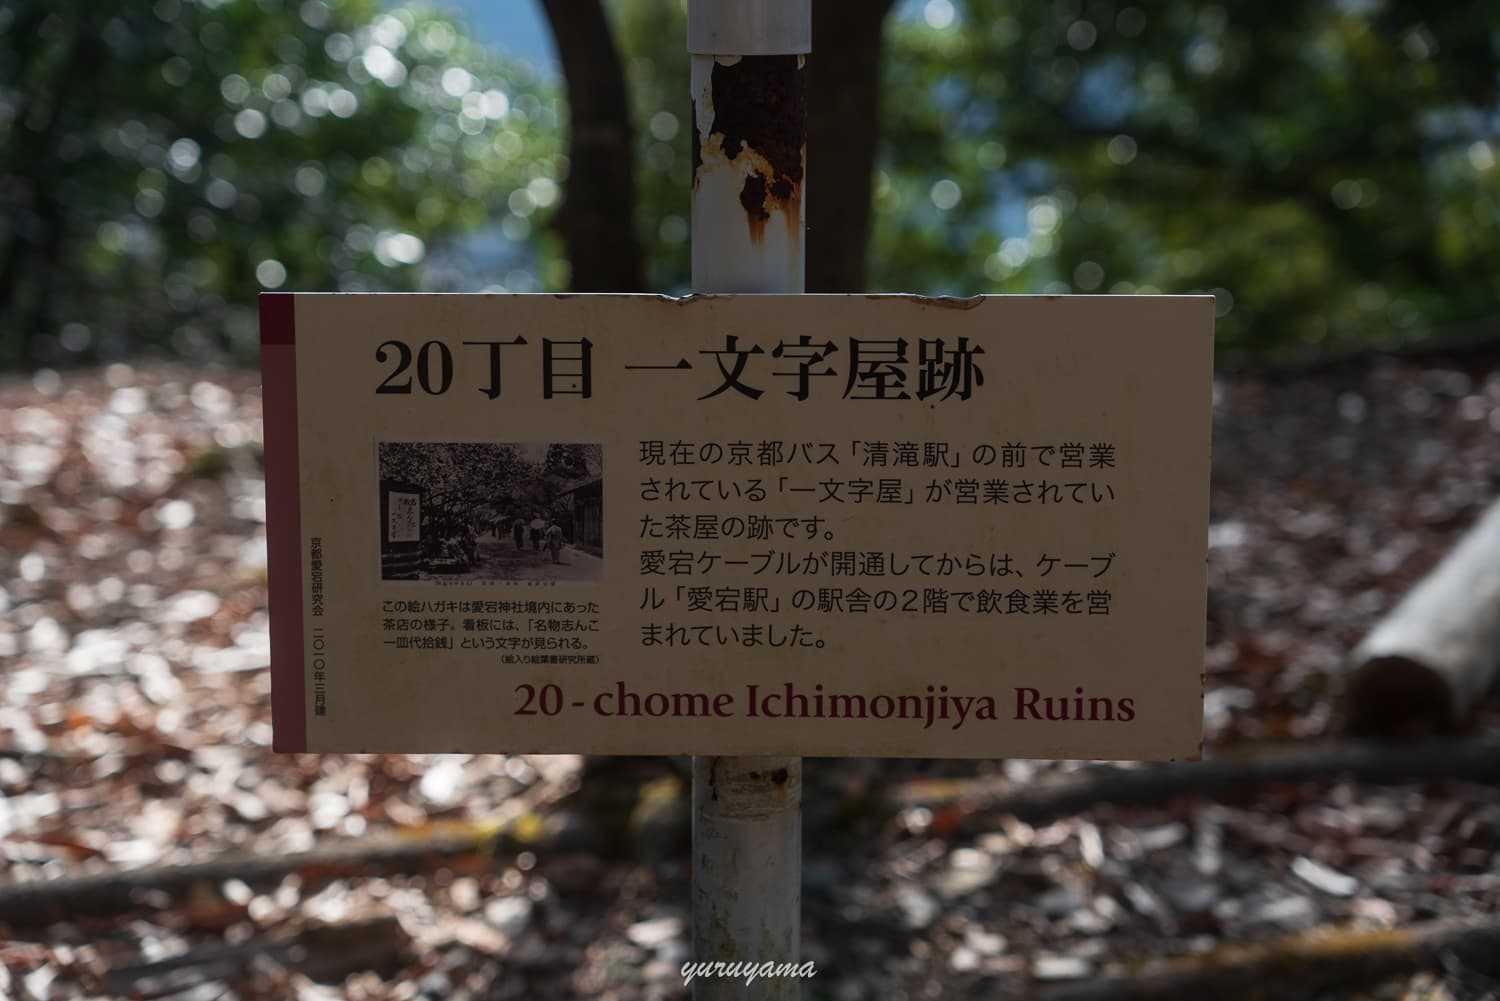 20丁目 一文字屋跡
現在の京都バス「清滝駅」の前で営業
されている「一文字屋」が営業されてい
た茶屋の跡です。
愛宕ケーブルが開通してからは、ケーブ
ル「愛宕駅」の駅舎の2階で飲食業を営
まれていました。
この絵ハガキは愛宕神社境内にあった
茶店の様子。看板には、「名物志んこ
一皿代拾銭」という文字が見られる。
(絵入り絵葉書研究所蔵)
京都愛宕研究会 二〇一〇年三月建
20-chome Ichimonjiya Ruins
yuruyama